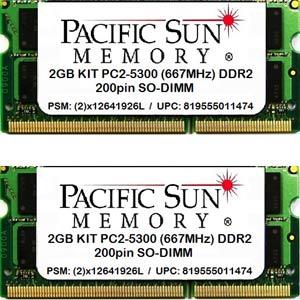 PACIFIC SUN
MEMORY ®
2GB KIT PC2-5300 (667MHz) DDR2
200pin SO-DIMM
PSM: (2)x12641926L / UPC: 819555011474
PACIFIC SUN
MEMORY ®
2GB KIT PC2-5300 (667MHz) DDR2
200pin SO-DIMM
PSM: (2)x12641926L / UPC: 819555011474